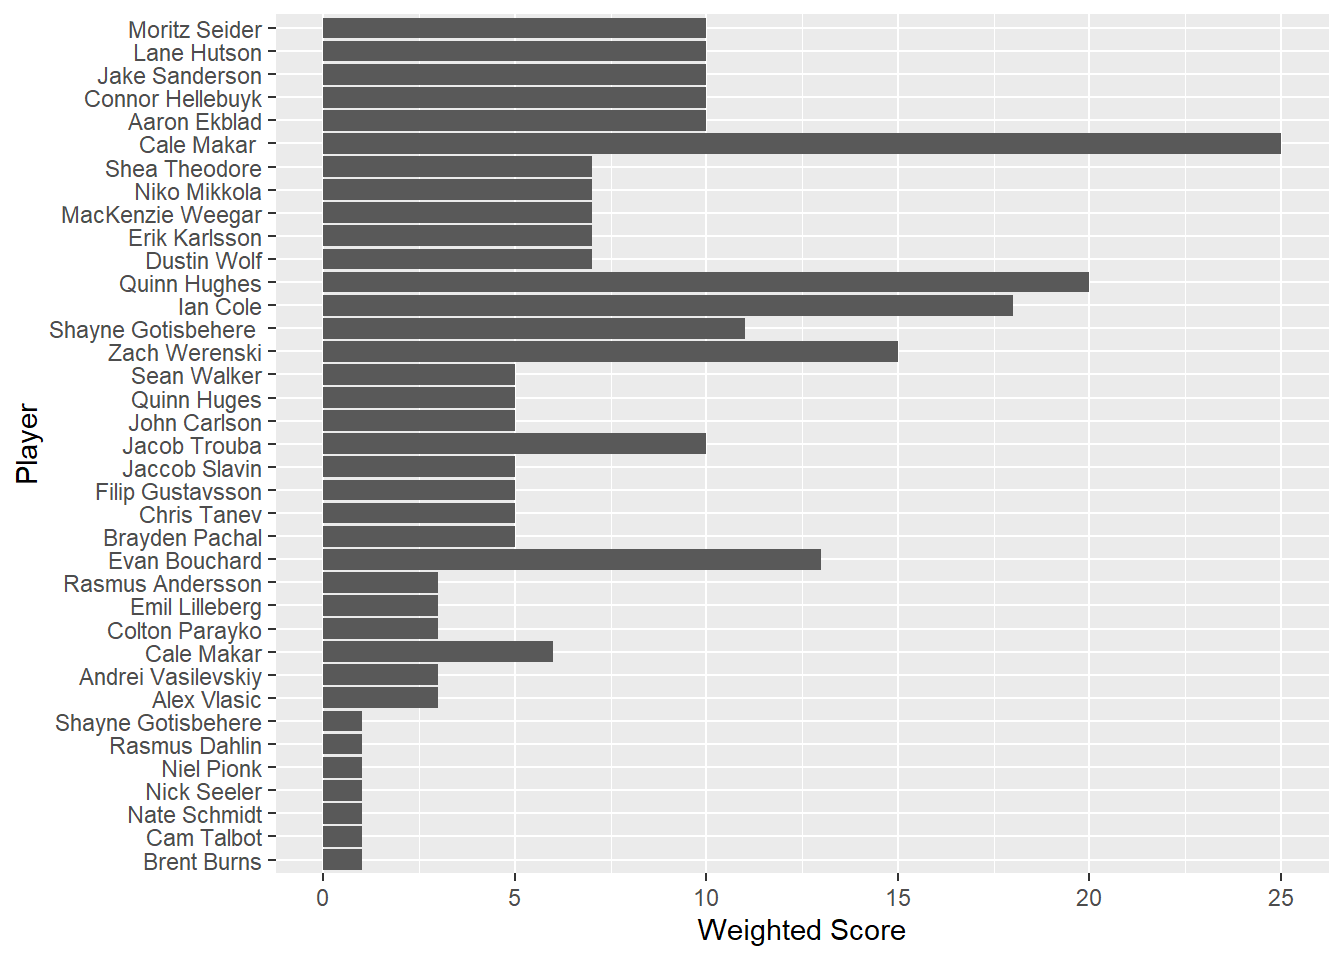 Moritz Seider
Lane Hutson
Jake Sanderson
Connor Hellebuyk
Aaron Ekblad
Cale Makar
Shea Theodore
Niko Mikkola
MacKenzie Weegar
Erik Karlsson
Dustin Wolf
Quinn Hughes
Ian Cole
Shayne Gotisbehere
Zach Werenski
Sean Walker
Quinn Huges
John Carlson
Jacob Trouba
Jaccob Slavin
Filip Gustavsson
Chris Tanev
Brayden Pachal
Evan Bouchard
Rasmus Andersson
Emil Lilleberg
Colton Parayko
Cale Makar
Andrei Vasilevskiy
Alex Vlasic
Shayne Gotisbehere
Rasmus Dahlin
Niel Pionk
Nick Seeler
Nate Schmidt
Cam Talbot
Brent Burns
Player
0 5 10 15 20 25
Weighted Score